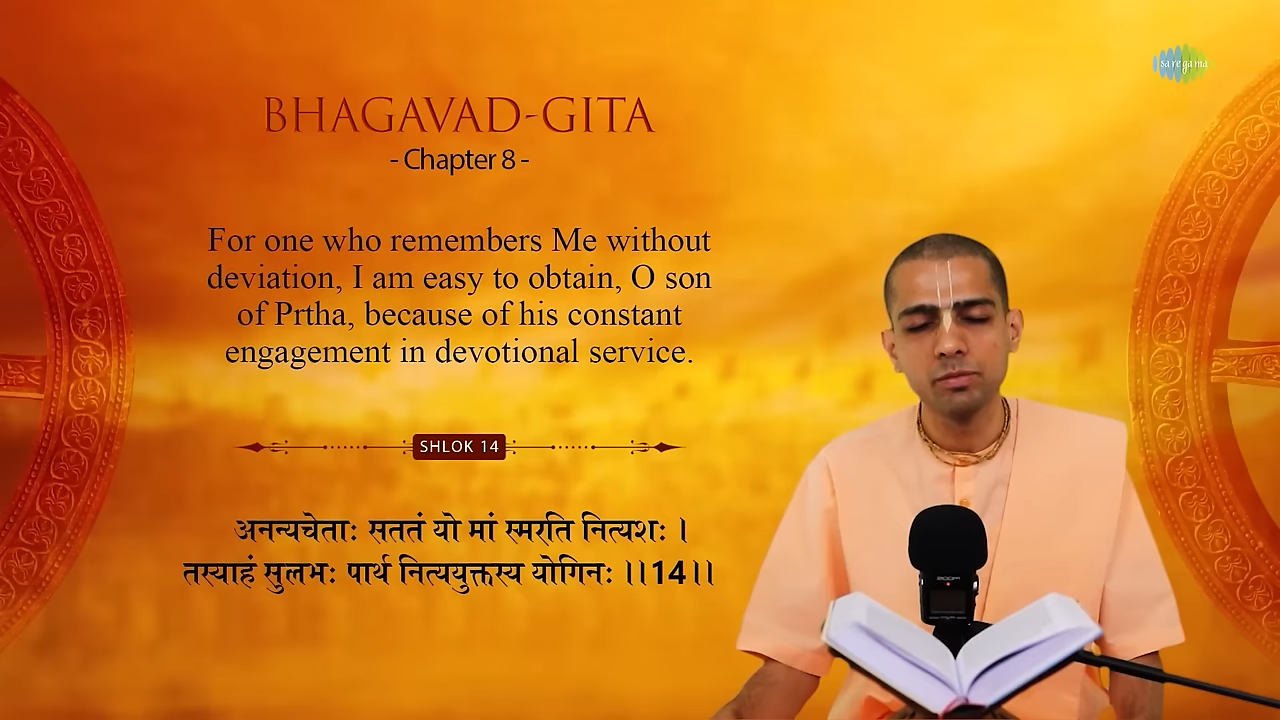 saregama
BHAGAVAD-GITA
- Chapter 8 -
For one who remembers Me without
deviation, I am easy to obtain, O son
of Prtha, because of his constant
engagement in devotional service.
SHLOK 14
अनन्यचेताः सततं यो मां स्मरति नित्यशः ।
तस्याहं सुलभः पार्थ नित्ययुक्तस्य योगिनः ।।14।।
zoom